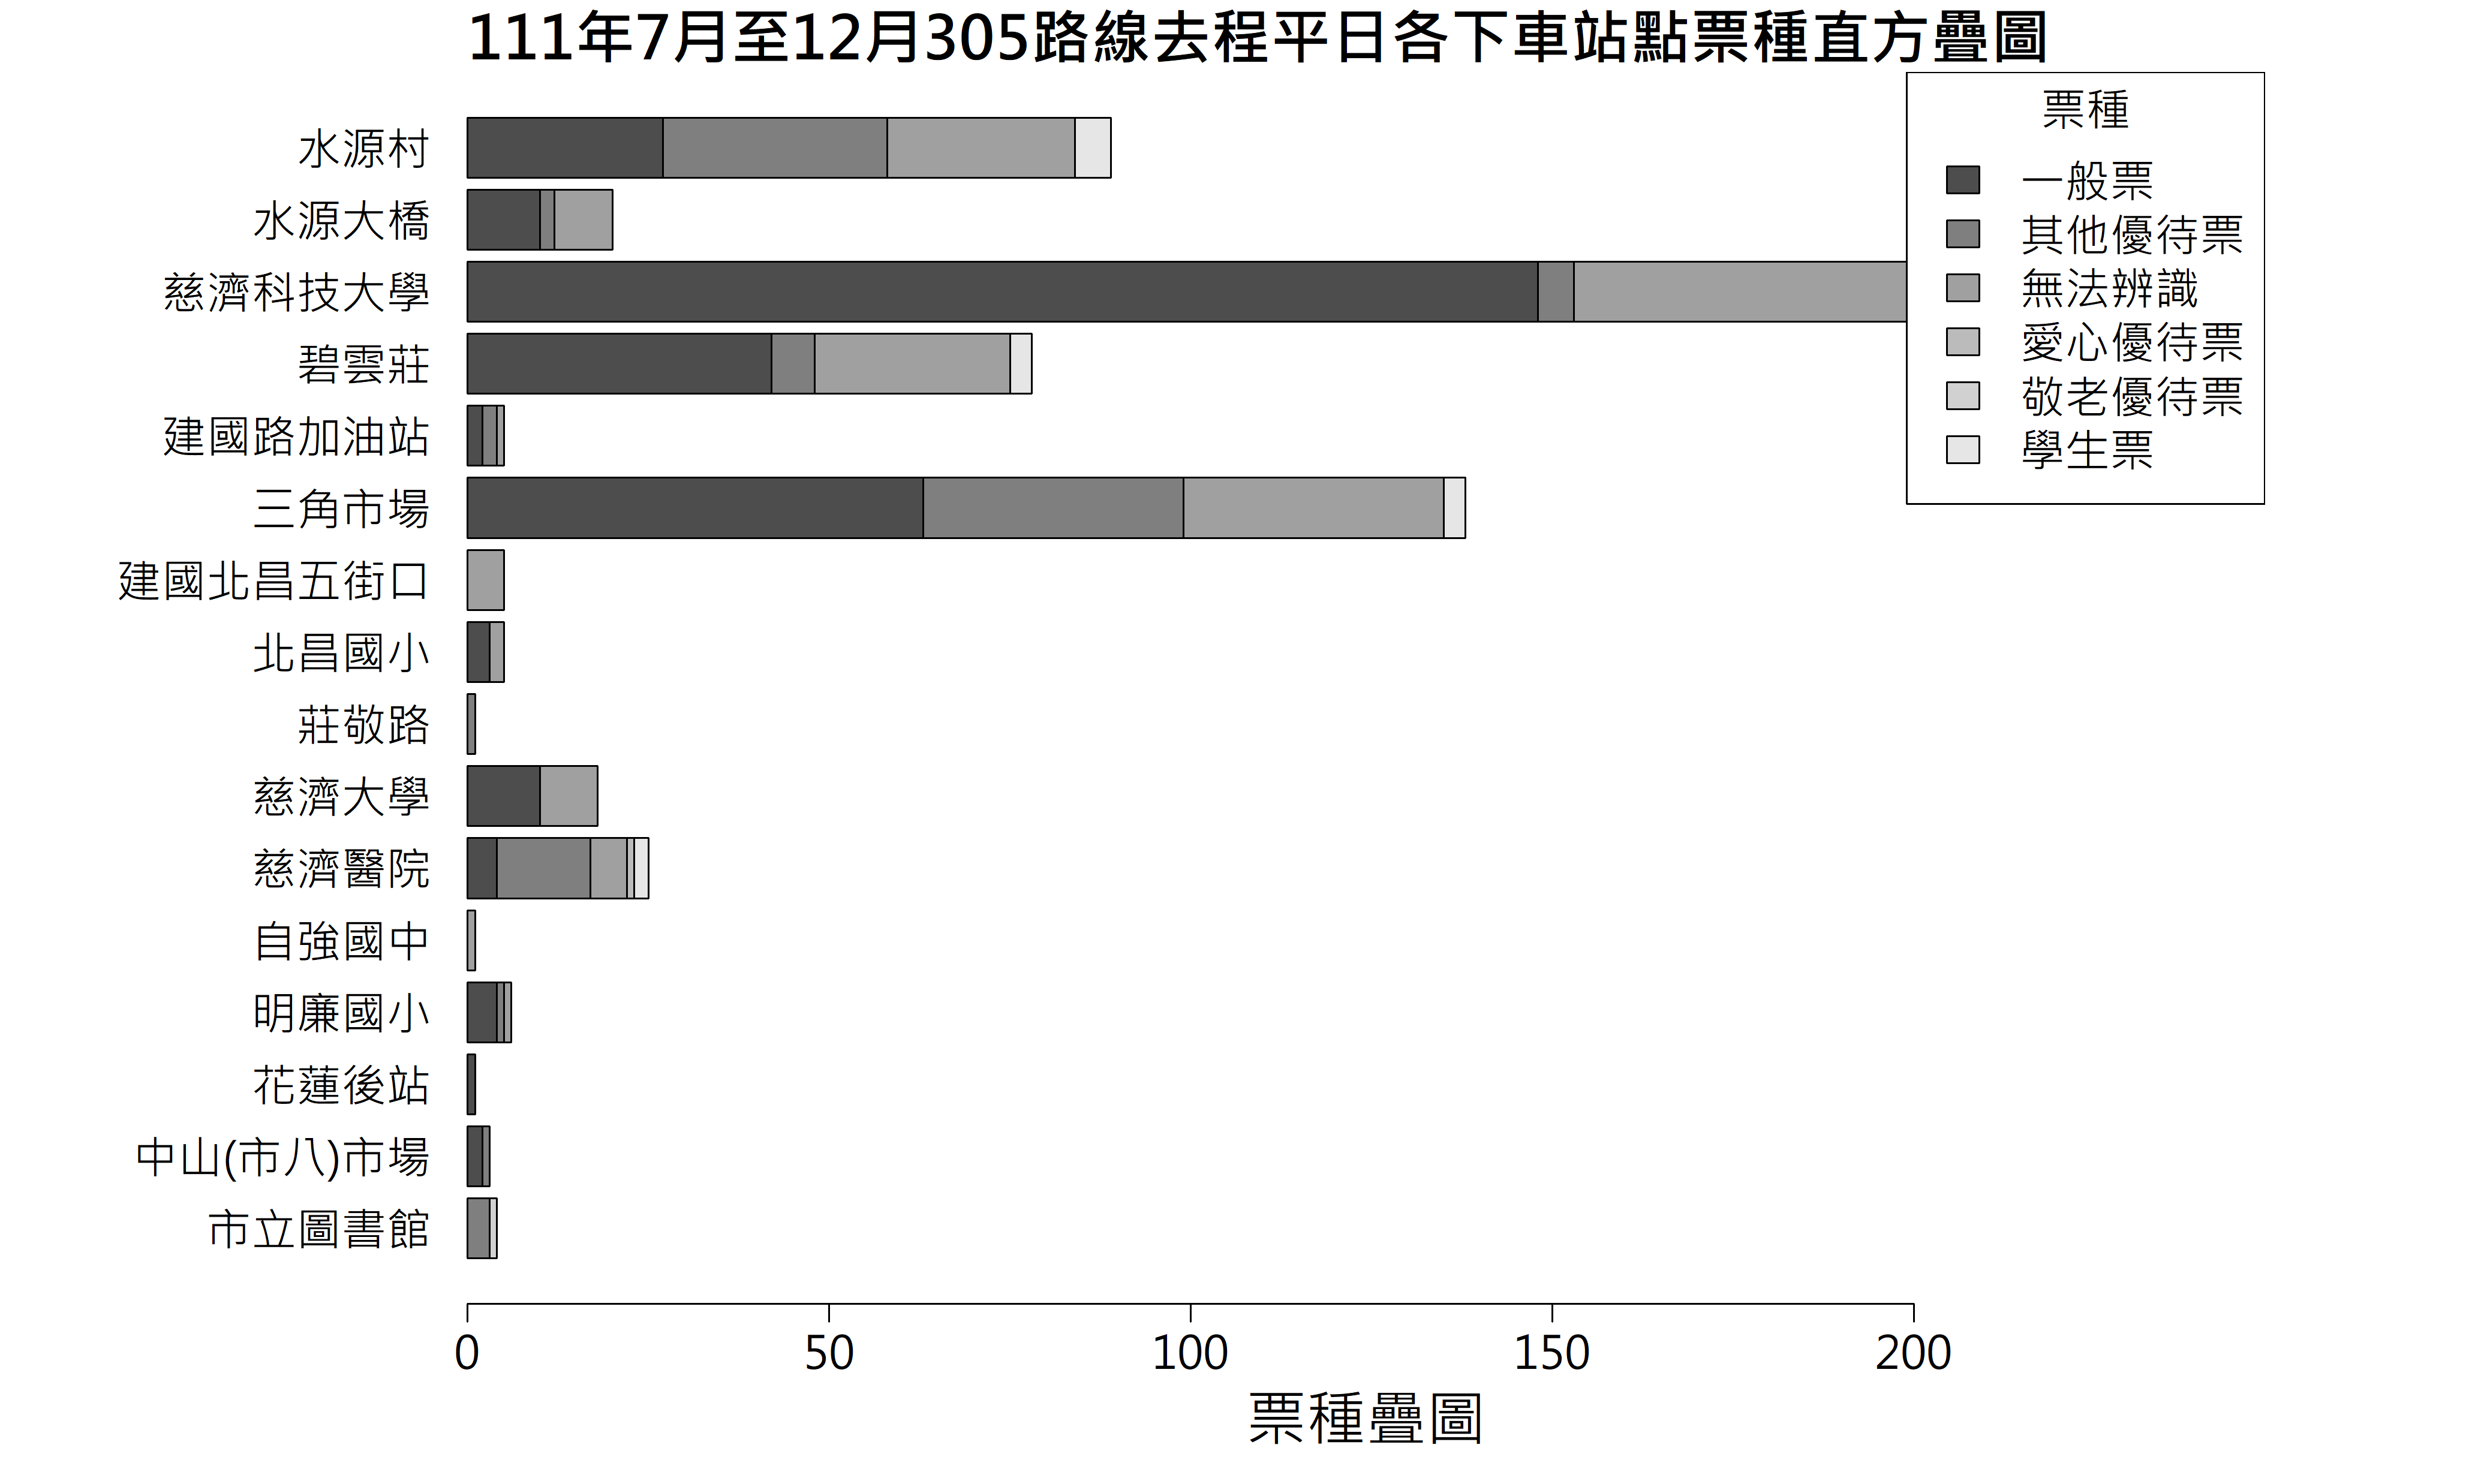 111年7月至12月305路線去程平日各下車站點票種直方疊圖
票種
一般票
其他優待票
無法辨識
愛心優待票
敬老優待票
學生票
水源村
水源大橋
慈濟科技大學
碧雲莊
建國路加油站
三角市場
建國北昌五街口
北昌國小
莊敬路
慈濟大學
慈濟醫院
自強國中
明廉國小
花蓮後站
中山(市八)市場
市立圖書館
0 50 100 150 200
票種疊圖